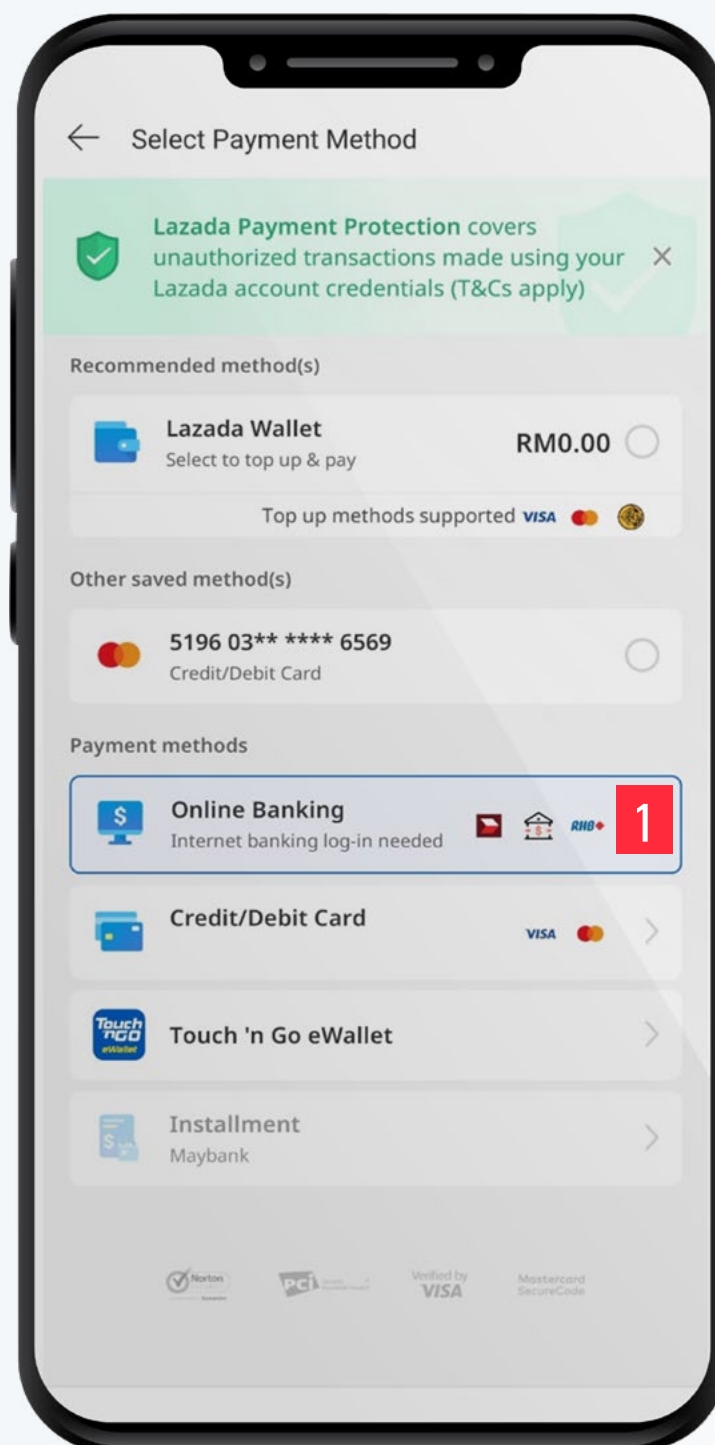 Select Payment Method
Lazada Payment Protection covers
unauthorized transactions made using your
Lazada account credentials (T&Cs apply)
Recommended method(s)
Lazada Wallet
Select to top up & pay
RM0.00
Top up methods supported VISA
Other saved method(s)
5196 03** **** 6569
Credit/Debit Card
Payment methods
Online Banking
Internet banking log-in needed
$
RHB
1
Credit/Debit Card
VISA
Touch
'n GO
eWallet
Touch 'n Go eWallet
Installment
Maybank
Norton
PCI
Verified by
VISA
Mastercard
SecureCode